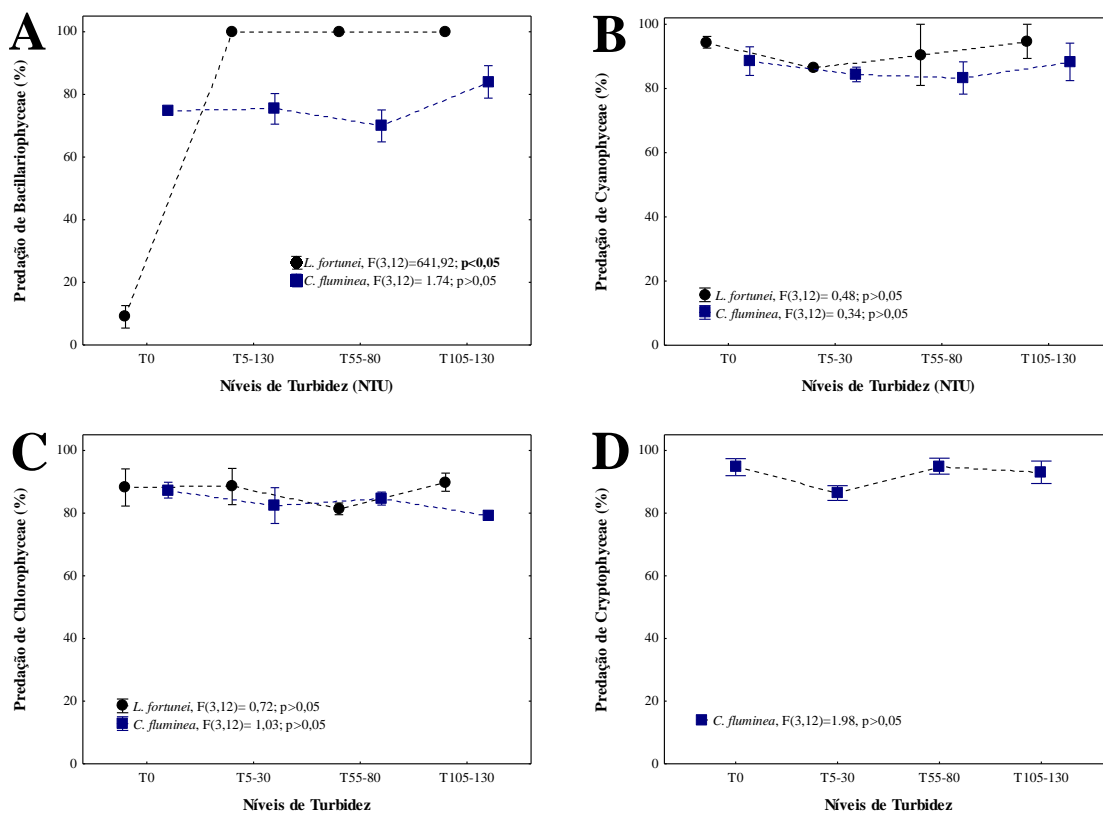 A
Predação de Bacillariophyceae (%)
100
80
60
40
20
0
L. fortunei, F(3,12)=641,92; p<0,05
C. fluminea, F(3,12)= 1.74; p>0,05
T0 T5-130 T55-80 T105-130
Níveis de Turbidez (NTU)
B
Predação de Cyanophyceae (%)
100
80
60
40
20
0
L. fortunei, F(3,12)= 0,48; p>0,05
C. fluminea, F(3,12)= 0,34; p>0,05
T0 T5-30 T55-80 T105-130
Níveis de Turbidez (NTU)
C
Predação de Chlorophyceae (%)
100
80
60
40
20
0
L. fortunei, F(3,12)= 0,72; p>0,05
C. fluminea, F(3,12)= 1,03; p>0,05
T0 T5-30 T55-80 T105-130
Níveis de Turbidez
D
Predação de Cryptophyceae (%)
100
80
60
40
20
0
C. fluminea, F(3,12)=1.98, p>0,05
T0 T5-30 T55-80 T105-130
Níveis de Turbidez